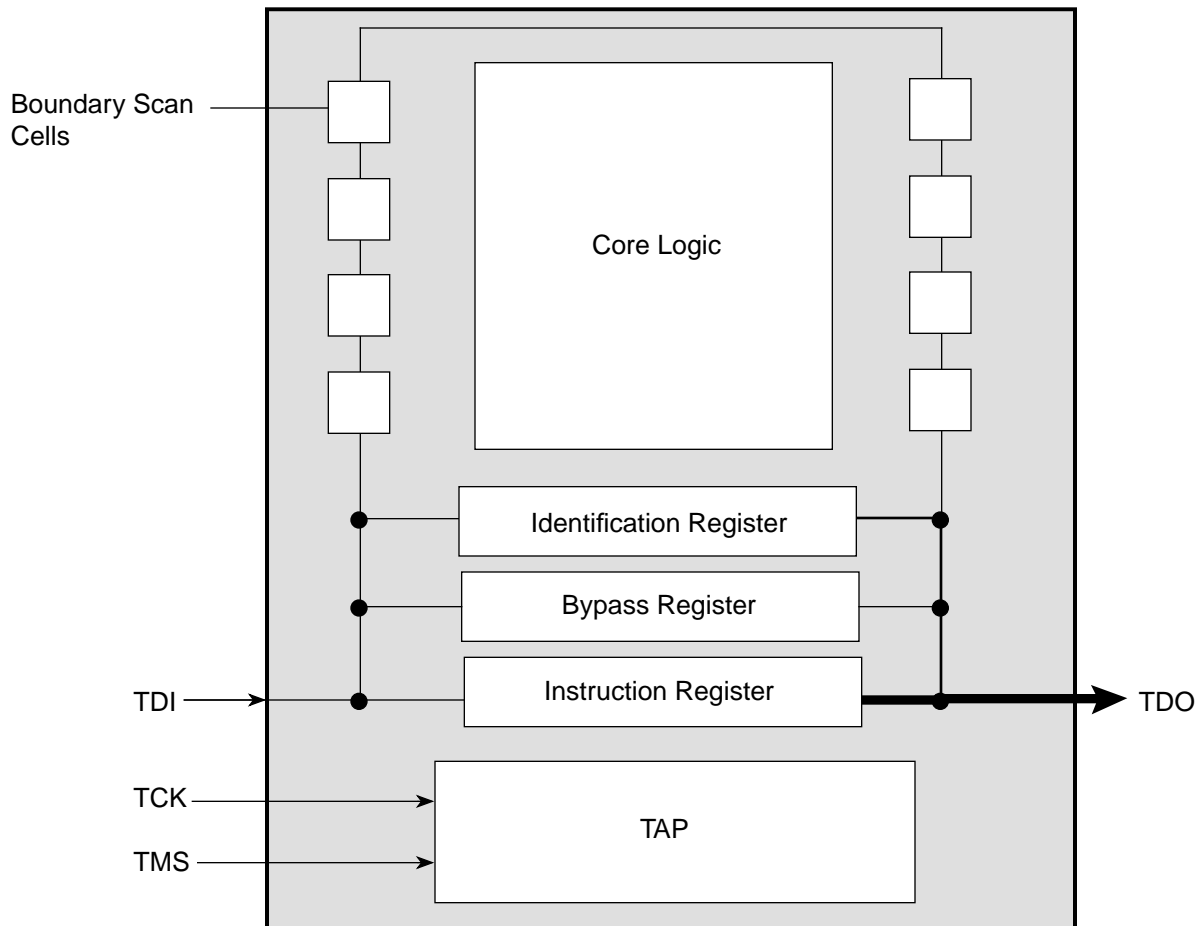 Boundary Scan
Cells
Core Logic
Identification Register
Bypass Register
Instruction Register
TDI
TDO
TCK
TAP
TMS